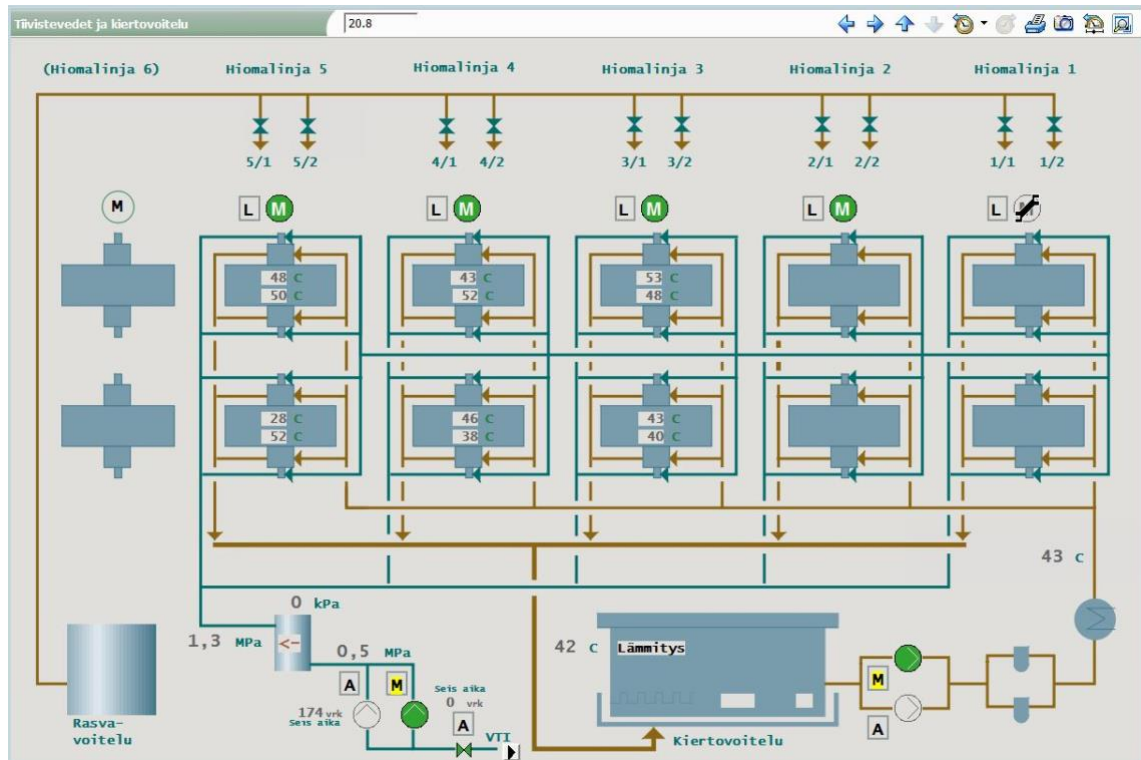 Tiivistevedet ja kiertovoitelu
20.8
(Hiomalinja 6) Hiomalinja 5 Hiomalinja 4 Hiomalinja 3 Hiomalinja 2 Hiomalinja 1
5/1 5/2 4/1 4/2 3/1 3/2 2/1 2/2 1/1 1/2
M L M L M L M L M L
48 C 43 C 53 C
50 C 52 C 48 C
28 C 46 C 43 C
52 C 38 C 40 C
43 C
0 kPa
1,3 MPa <- 0,5 MPa
42 C Lämmitys
A M Seis aika
0 vrk
M
174 vrk
Seis aika
A
VTI
A
Rasva-
voitelu
Kiertovoitelu